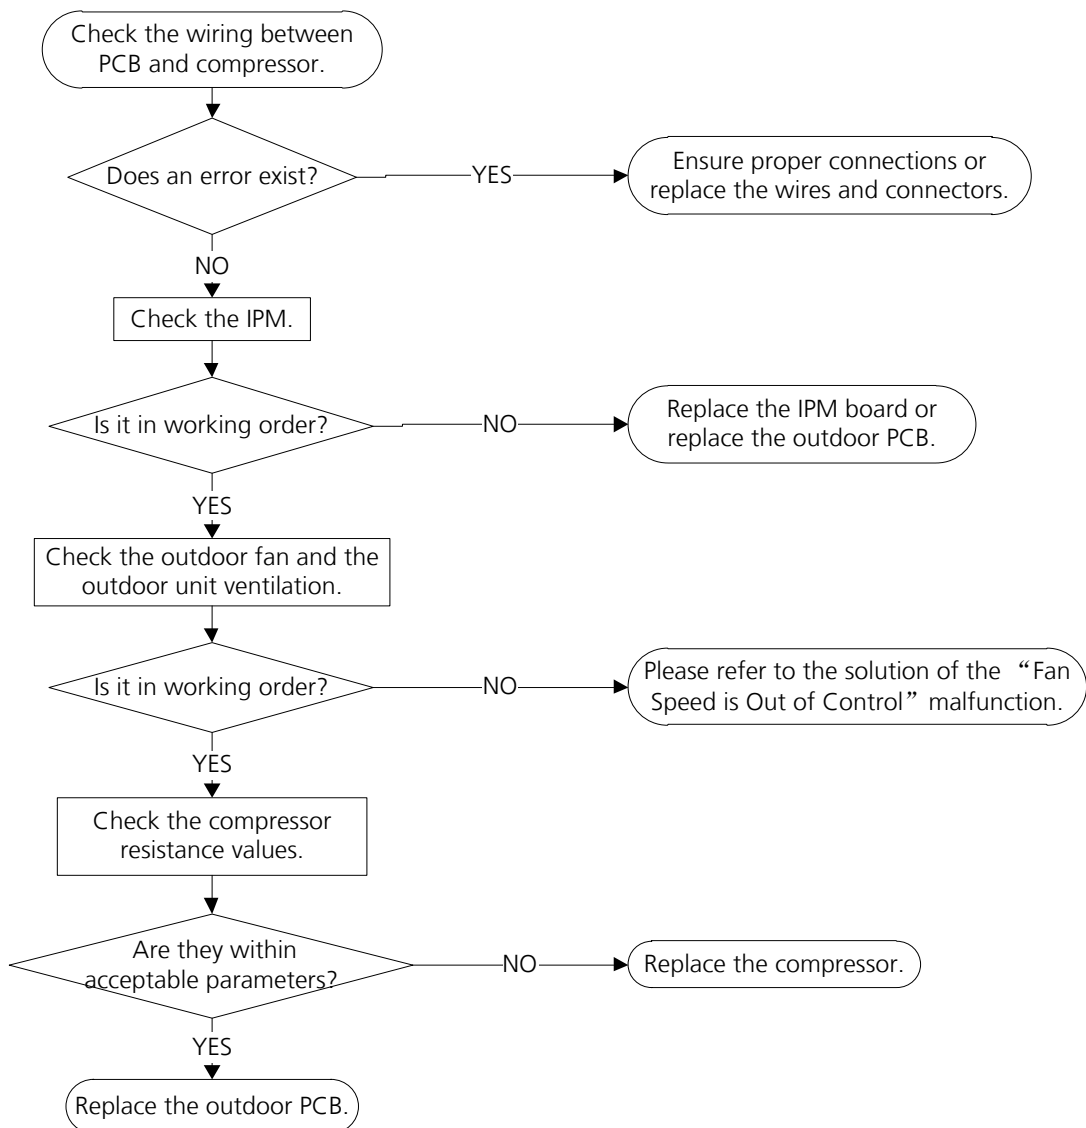 Check the wiring between
PCB and compressor.
Does an error exist?
YES
Ensure proper connections or
replace the wires and connectors.
NO
Check the IPM.
Is it in working order?
NO
Replace the IPM board or
replace the outdoor PCB.
YES
Check the outdoor fan and the
outdoor unit ventilation.
Is it in working order?
NO
Please refer to the solution of the “Fan
Speed is Out of Control” malfunction.
YES
Check the compressor
resistance values.
Are they within
acceptable parameters?
NO
Replace the compressor.
YES
Replace the outdoor PCB.